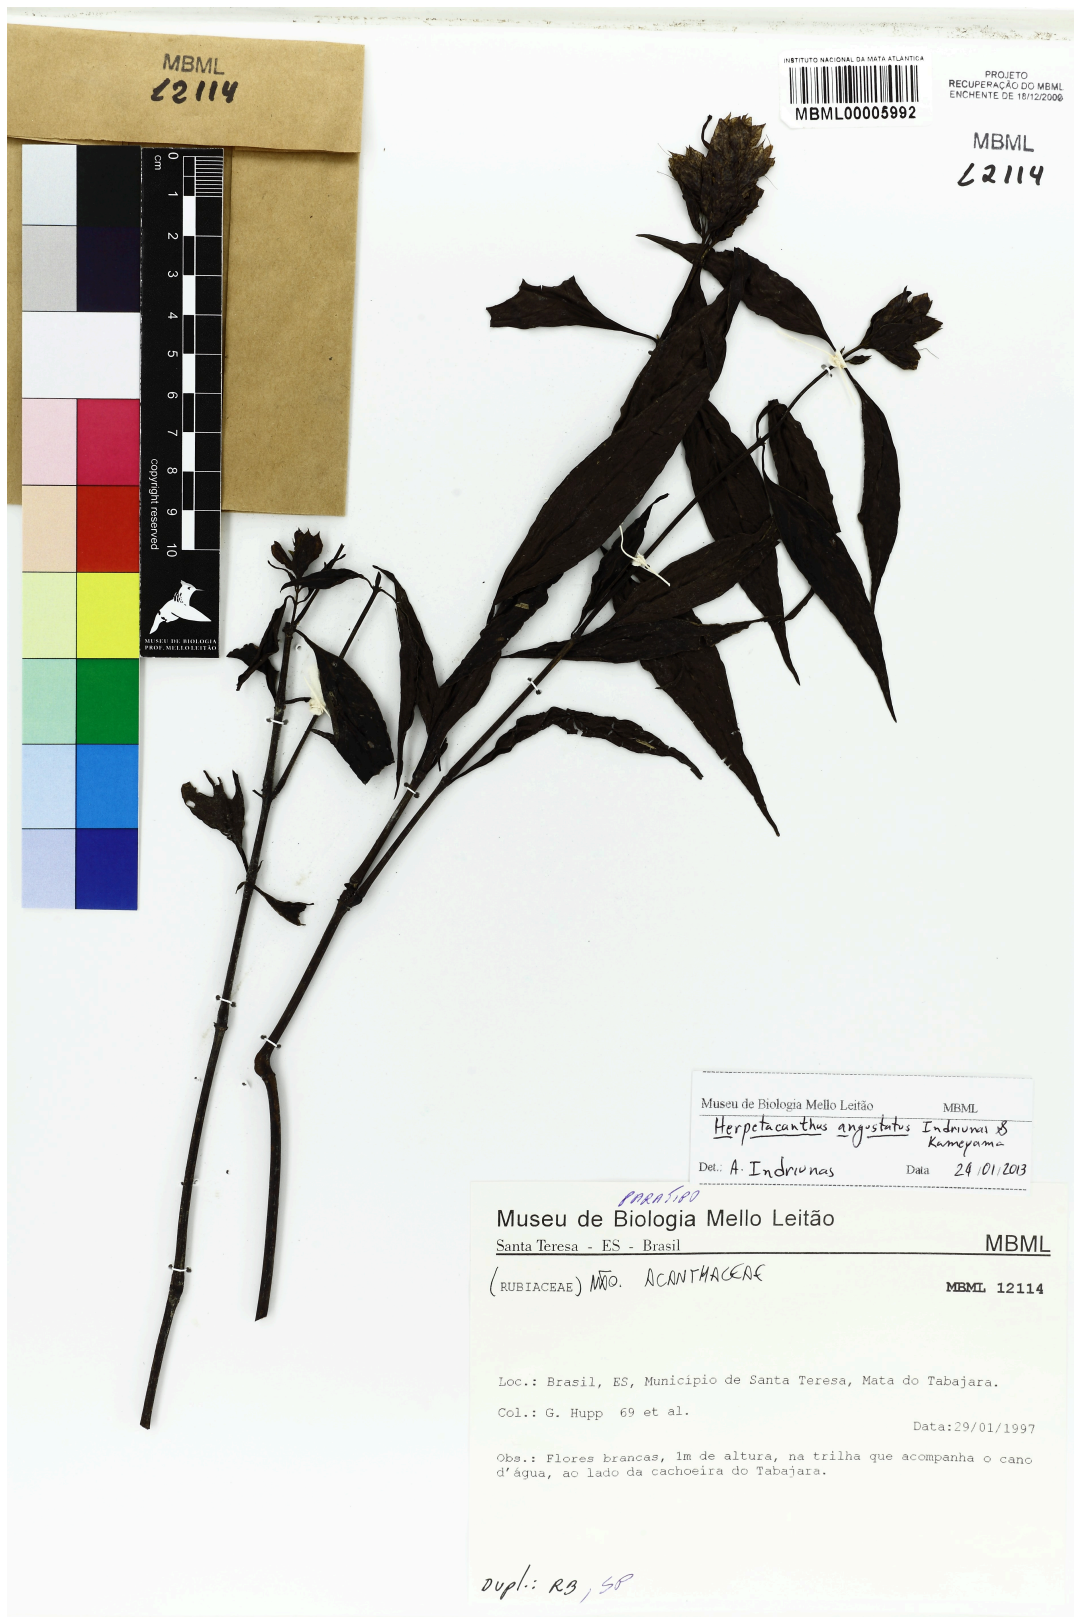 MBML
12114
INSTITUTO NACIONAL DA MATA ATLÂNTICA
MBML00005992
PROJETO
RECUPERAÇÃO DO MBML
ENCHENTE DE 18/12/2000
MBML
12114
0
cm
1
2
3
4
5
6
7
8
9
10
copyright reserved
MUSEU DE BIOLOGIA
PROF. MELLO LEITÃO
Museu de Biologia Mello Leitão MBML
Herpetacanthus angustatus Indriunas &
Kameyama
Det.: A. Indriunas Data 24/01/2013
PARATIPO
Museu de Biologia Mello Leitão
Santa Teresa - ES - Brasil MBML
(RUBIACEAE) NÃO. ACANTHACEAE MBML 12114
Loc.: Brasil, ES, Município de Santa Teresa, Mata do Tabajara.
Col.: G. Hupp 69 et al.
Data:29/01/1997
Obs.: Flores brancas, 1m de altura, na trilha que acompanha o cano
d'água, ao lado da cachoeira do Tabajara.
Dupl.: RB, SP